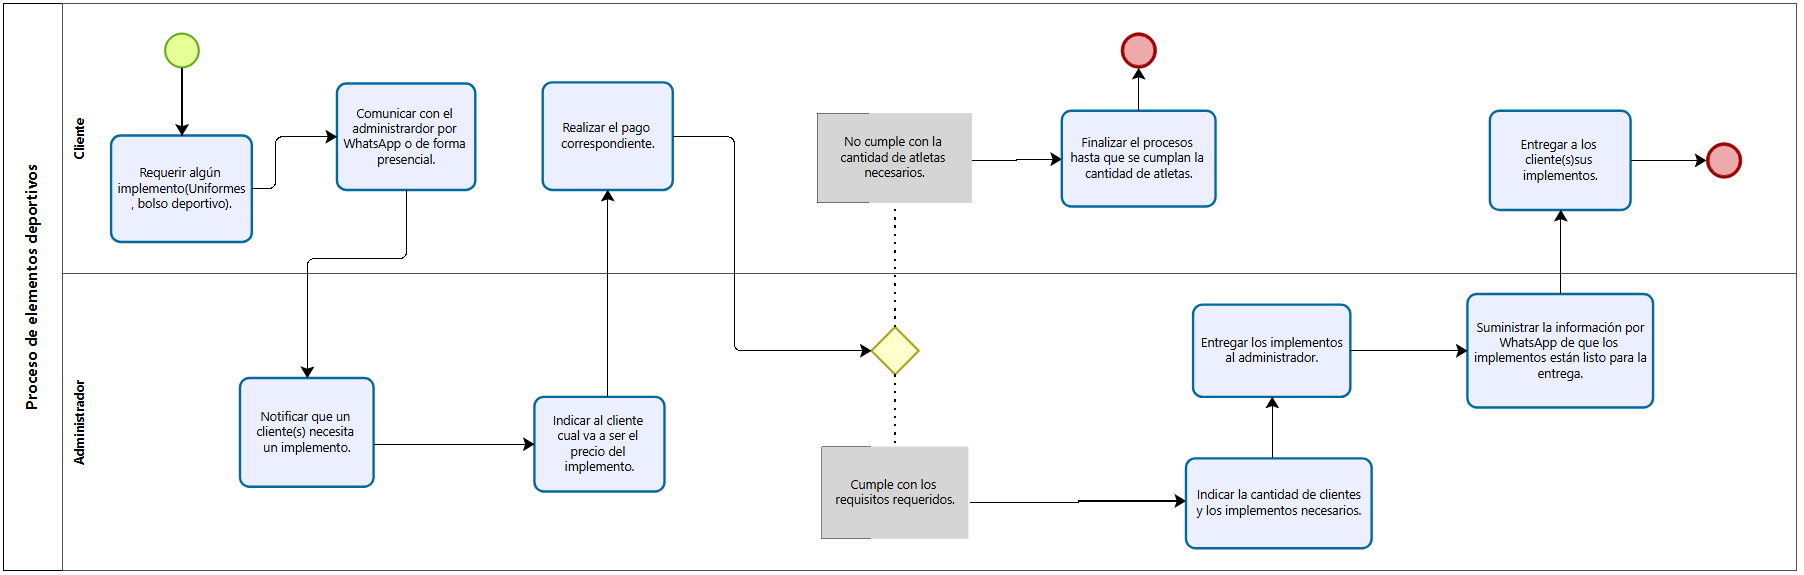 Proceso de elementos deportivos
Cliente
Requerir algún
implemento(Uniformes
, bolso deportivo).
Comunicar con el
administrardor por
WhatsApp o de forma
presencial.
Realizar el pago
correspondiente.
No cumple con la
cantidad de atletas
necesarios.
Finalizar el procesos
hasta que se cumplan la
cantidad de atletas.
Entregar a los
cliente(s)sus
implementos.
Administrador
Notificar que un
cliente(s) necesita
un implemento.
Indicar al cliente
cual va a ser el
precio del
implemento.
Cumple con los
requisitos requeridos.
Indicar la cantidad de clientes
y los implementos necesarios.
Entregar los implementos
al administrador.
Suministrar la información por
WhatsApp de que los
implementos están listo para la
entrega.